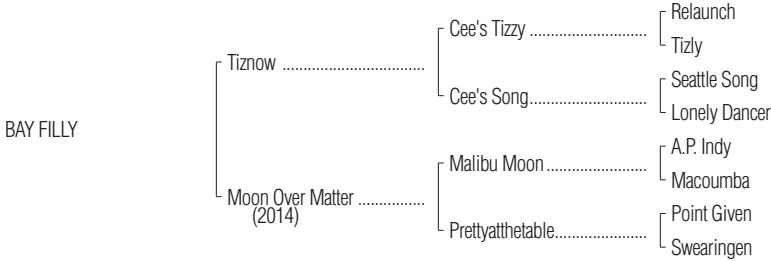 BAY FILLY
Tiznow ..................................
Moon Over Matter ................
(2014)
Cee's Tizzy ............................
Cee's Song............................
Malibu Moon ........................
Prettyatthetable......................
Relaunch
Tizly
Seattle Song
Lonely Dancer
A.P. Indy
Macoumba
Point Given
Swearingen